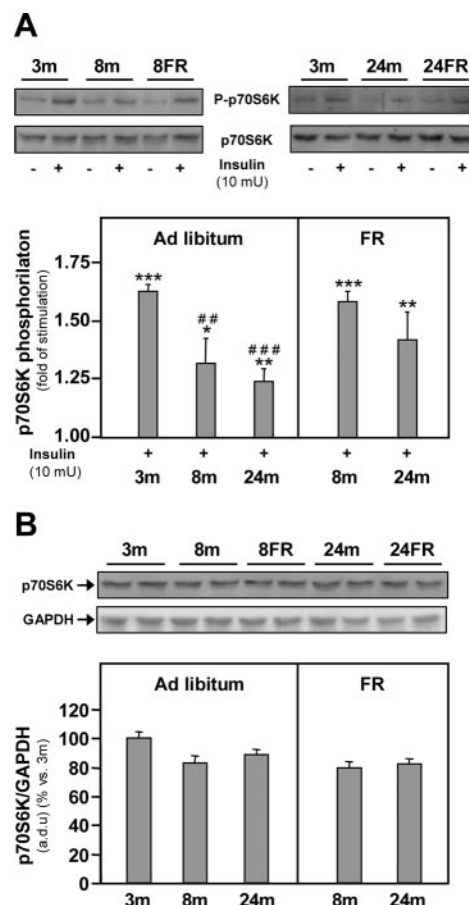 A
3m 8m 8FR 3m 24m 24FR
P-p70S6K
p70S6K
- + - + - + Insulin - + - + - +
(10 mU)
p70S6K phosphorilaton
(fold of stimulation)
Ad libitum FR
1.75
1.50
1.25
1.00
*** ## * ### ** *** **
Insulin + + + + +
(10 mU)
3m 8m 24m 8m 24m
B
3m 8m 8FR 24m 24FR
p70S6K
GAPDH
p70S6K/GAPDH
(a.d.u) (% vs. 3m)
Ad libitum FR
120
100
80
60
40
20
0
3m 8m 24m 8m 24m